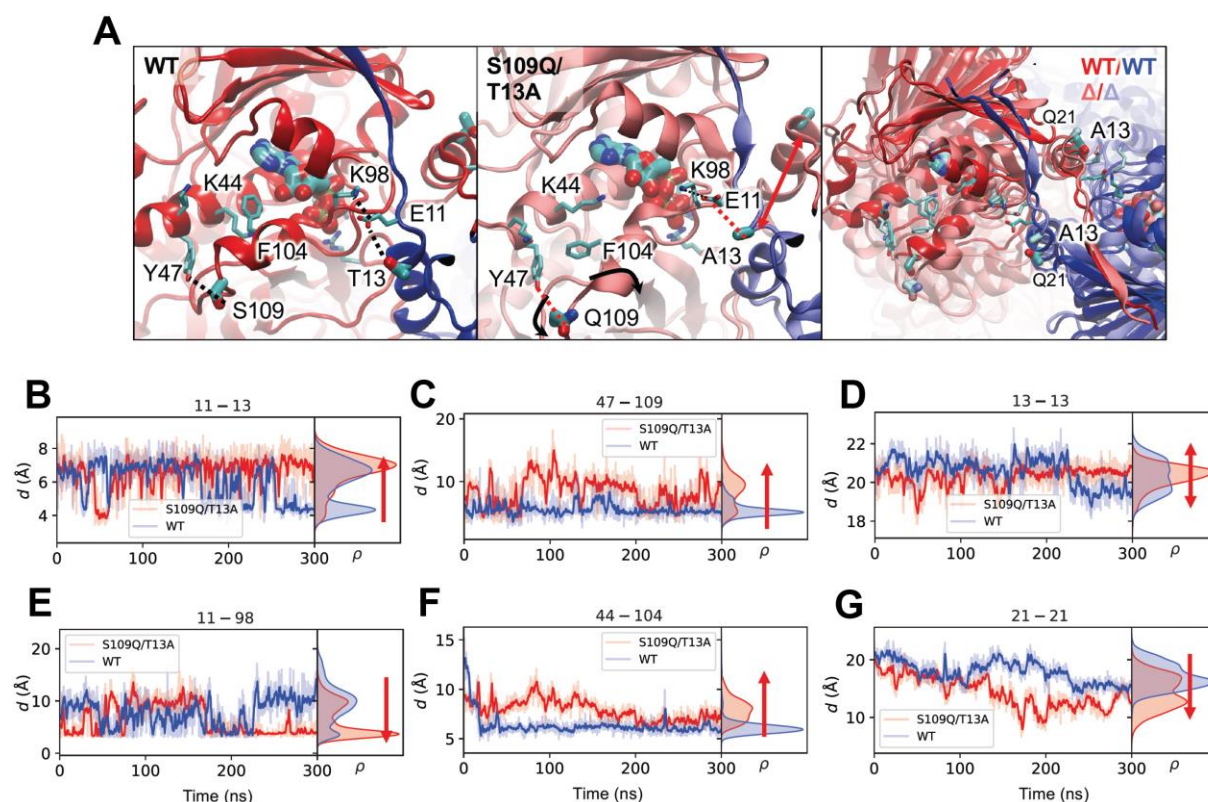 A
WT
K44
K98
E11
F104
T13
Y47
S109
S109Q/
T13A
K44
K98
E11
F104
A13
Y47
Q109
WT/WT
Δ/Δ
Q21
A13
A13
Q21
B
11 − 13
d (Å)
8
6
4
S109Q/T13A
WT
0 100 200 300 ρ
C
47 − 109
d (Å)
20
10
S109Q/T13A
WT
0 100 200 300 ρ
D
13 − 13
d (Å)
22
20
18
S109Q/T13A
WT
0 100 200 300 ρ
E
11 − 98
d (Å)
20
10
0
S109Q/T13A
WT
0 100 200 300 ρ
Time (ns)
F
44 − 104
d (Å)
15
10
5
S109Q/T13A
WT
0 100 200 300 ρ
Time (ns)
G
21 − 21
d (Å)
20
10
S109Q/T13A
WT
0 100 200 300 ρ
Time (ns)